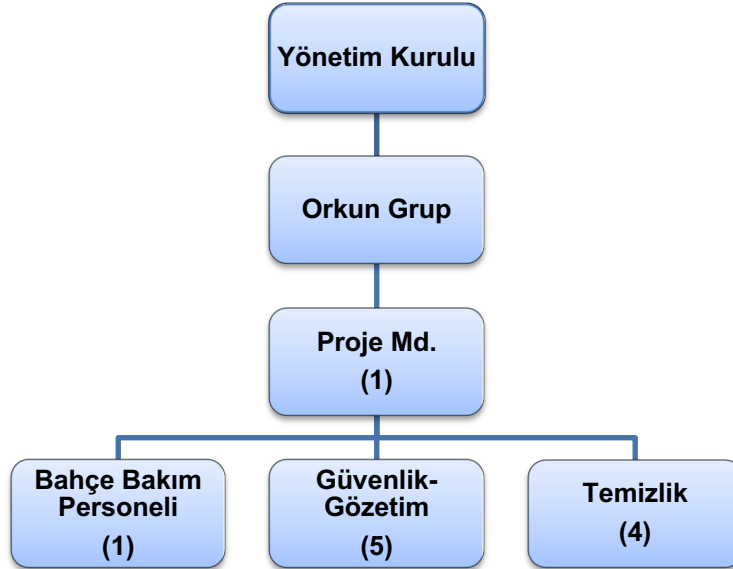 Yönetim Kurulu
Orkun Grup
Proje Md.
(1)
Bahçe Bakım
Personeli
(1)
Güvenlik-
Gözetim
(5)
Temizlik
(4)